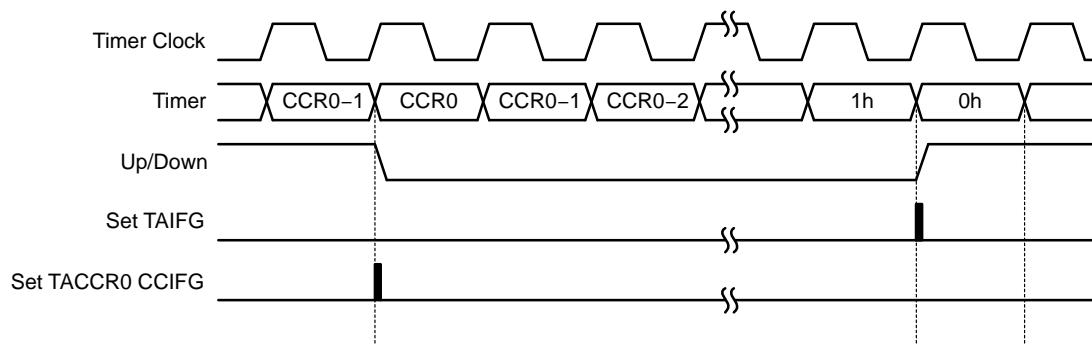 Timer Clock
Timer
CCR0−1
CCR0
CCR0−1
CCR0−2
1h
0h
Up/Down
Set TAIFG
Set TACCR0 CCIFG